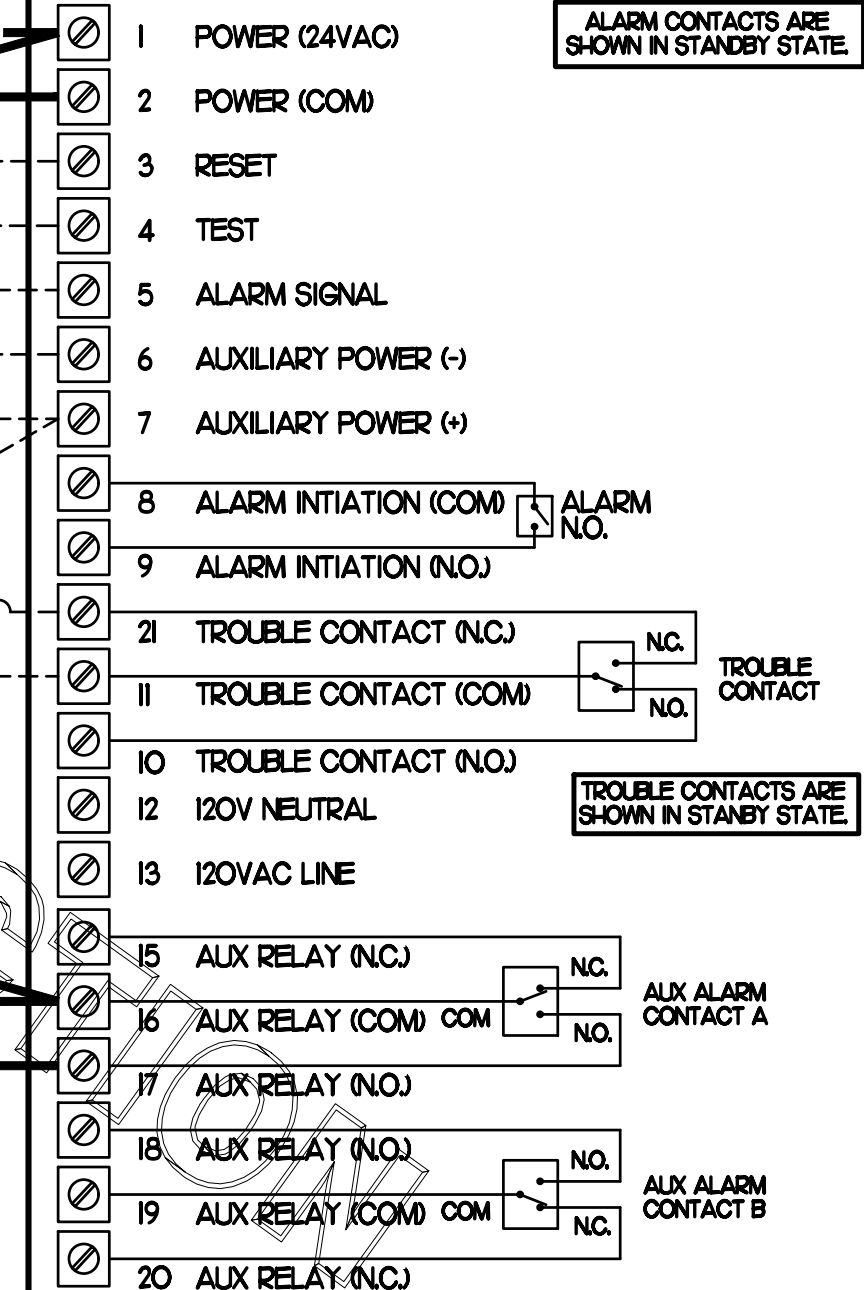 ALARM CONTACTS ARE
SHOWN IN STANDBY STATE.
1 POWER (24VAC)
2 POWER (COM)
3 RESET
4 TEST
5 ALARM SIGNAL
6 AUXILIARY POWER (-)
7 AUXILIARY POWER (+)
8 ALARM INTIATION (COM)
ALARM
N.O.
9 ALARM INTIATION (N.O.)
21 TROUBLE CONTACT (N.C.)
N.C.
TROUBLE
CONTACT
11 TROUBLE CONTACT (COM)
N.O.
10 TROUBLE CONTACT (N.O.)
TROUBLE CONTACTS ARE
SHOWN IN STANBY STATE.
12 120V NEUTRAL
13 120VAC LINE
15 AUX RELAY (N.C.)
N.C.
AUX ALARM
CONTACT A
16 AUX RELAY (COM) COM
N.O.
17 AUX RELAY (N.O.)
18 AUX RELAY (N.O.)
N.O.
AUX ALARM
CONTACT B
19 AUX RELAY (COM) COM
N.C.
20 AUX RELAY (N.C.)
CTION